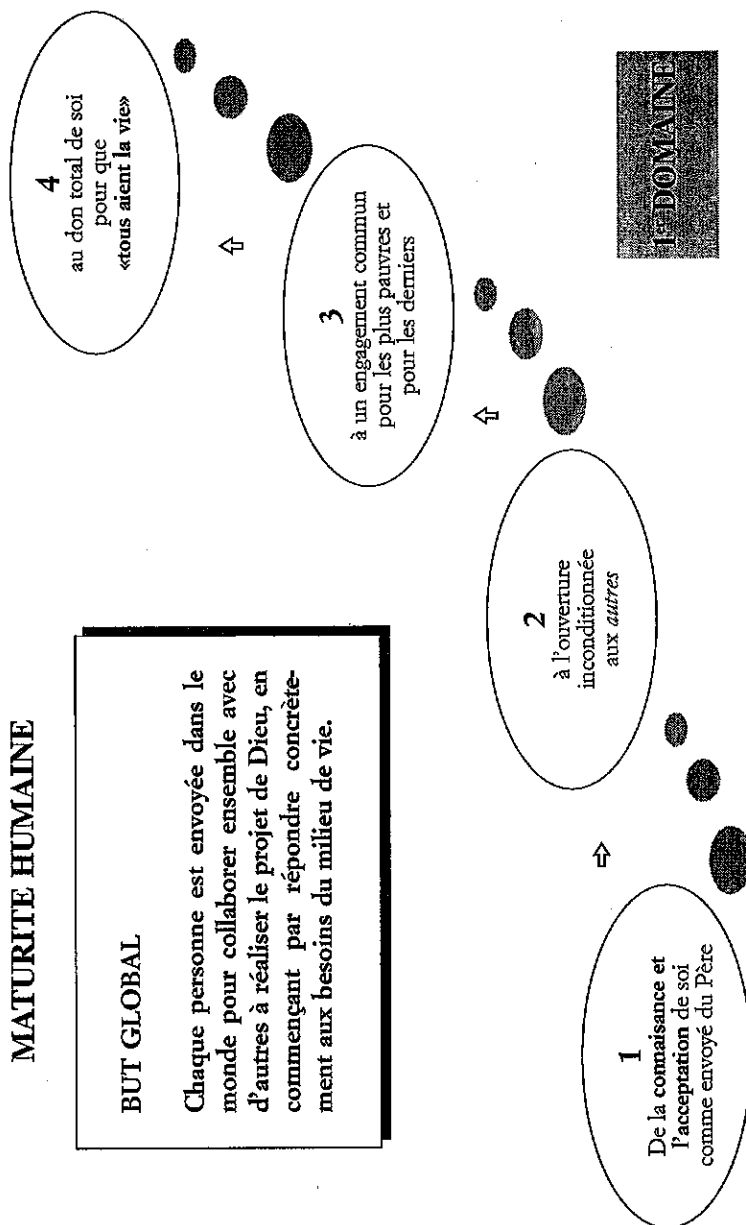 MATURITE HUMAINE
BUT GLOBAL
Chaque personne est envoyée dans le
monde pour collaborer ensemble avec
d'autres à réaliser le projet de Dieu, en
commençant par répondre concrète-
ment aux besoins du milieu de vie.
1
De la connaissance et
l'acceptation de soi
comme envoyé du Père
2
à l'ouverture
inconditionnée
aux autres
3
à un engagement commun
pour les plus pauvres et
pour les derniers
4
au don total de soi
pour que
«tous aient la vie»
1er DOMAINE